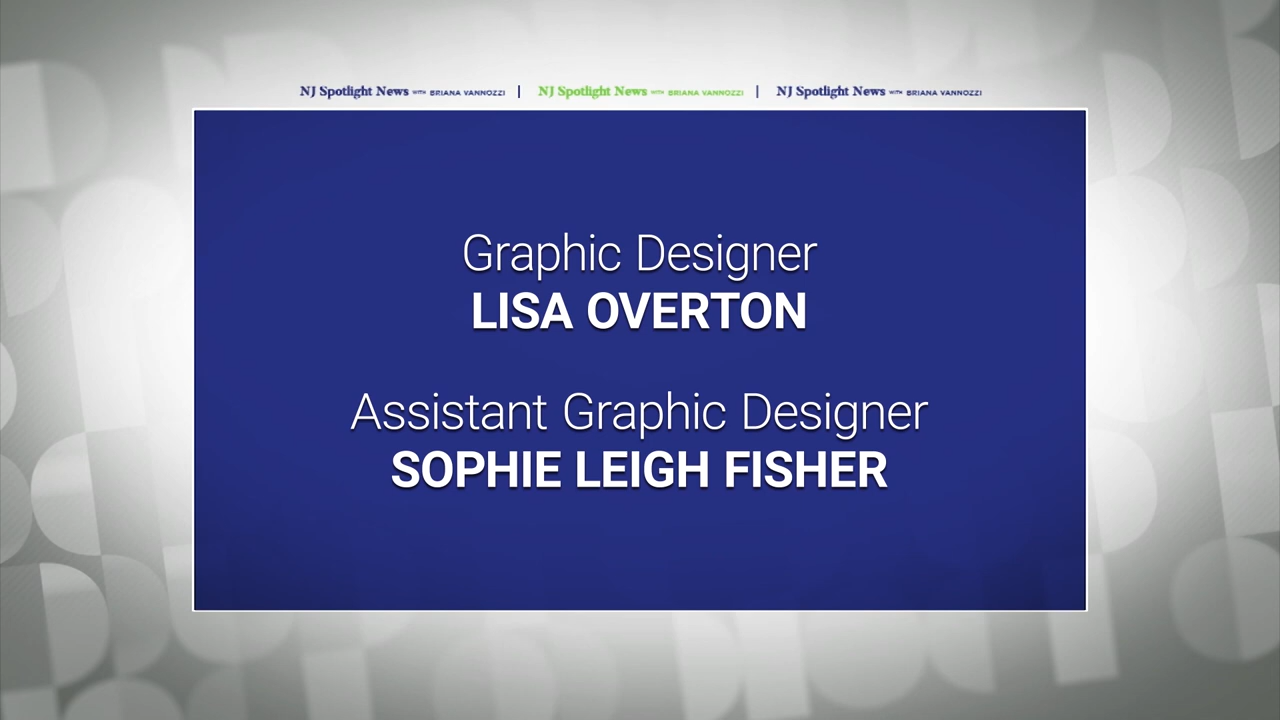 NJ Spotlight News WITH BRIANA VANNOZZI | NJ Spotlight News WITH BRIANA VANNOZZI | NJ Spotlight News WITH BRIANA VANNOZZI
Graphic Designer
LISA OVERTON
Assistant Graphic Designer
SOPHIE LEIGH FISHER